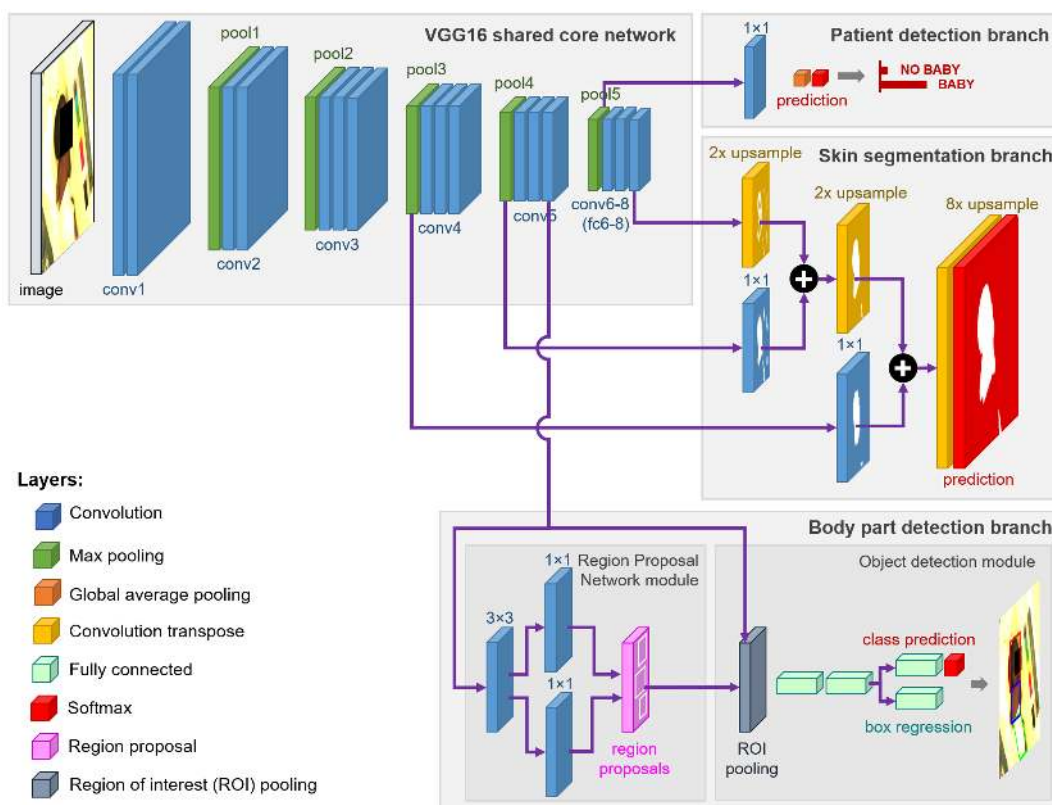 VGG16 shared core network
pool1
pool2
pool3
pool4
pool5
image
conv1
conv2
conv3
conv4
conv5
conv6-8
(fc6-8)
Patient detection branch
1×1
NO BABY
BABY
prediction
Skin segmentation branch
2x upsample
2x upsample
8x upsample
1×1
1×1
prediction
Layers:
Convolution
Max pooling
Global average pooling
Convolution transpose
Fully connected
Softmax
Region proposal
Region of interest (ROI) pooling
Body part detection branch
Region Proposal
Network module
1×1
3×3
1×1
region
proposals
Object detection module
ROI
pooling
class prediction
box regression